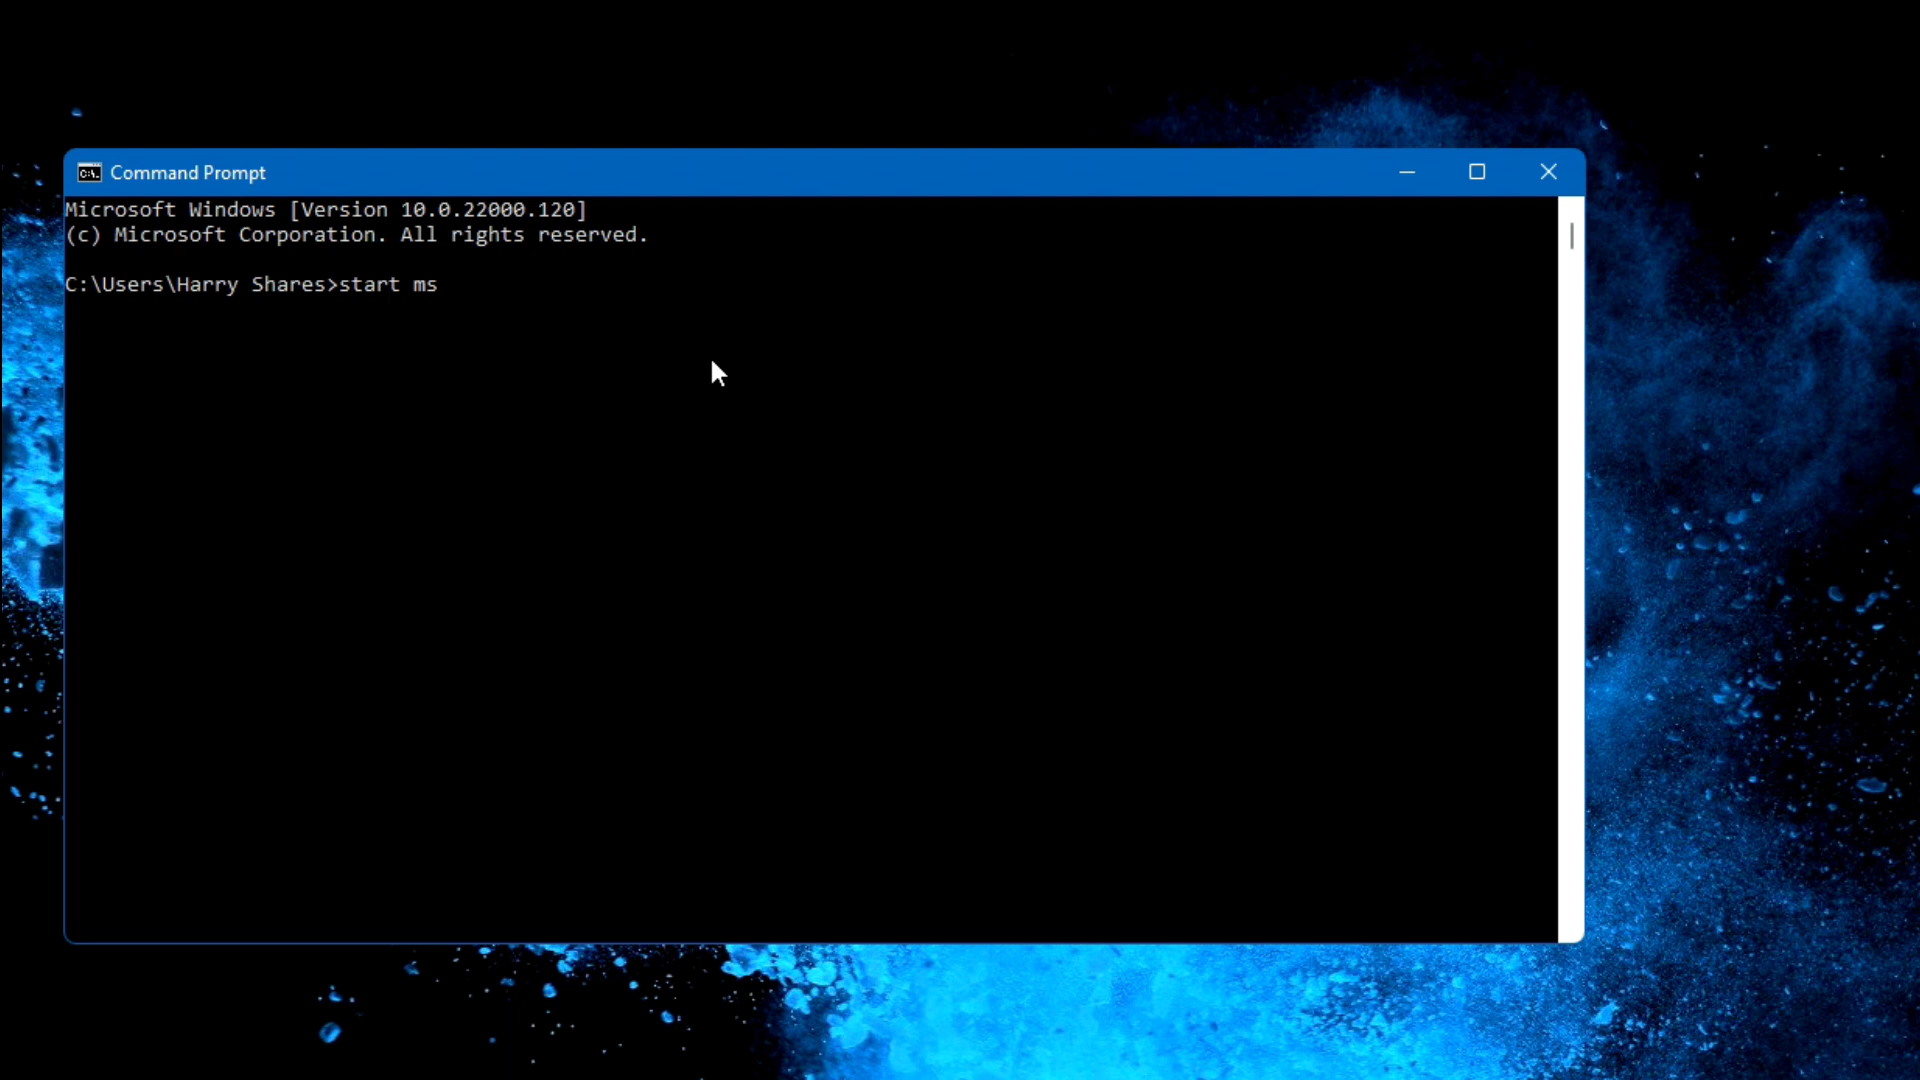 Command Prompt
Microsoft Windows [Version 10.0.22000.120]
(c) Microsoft Corporation. All rights reserved.
C:\Users\Harry Shares>start ms